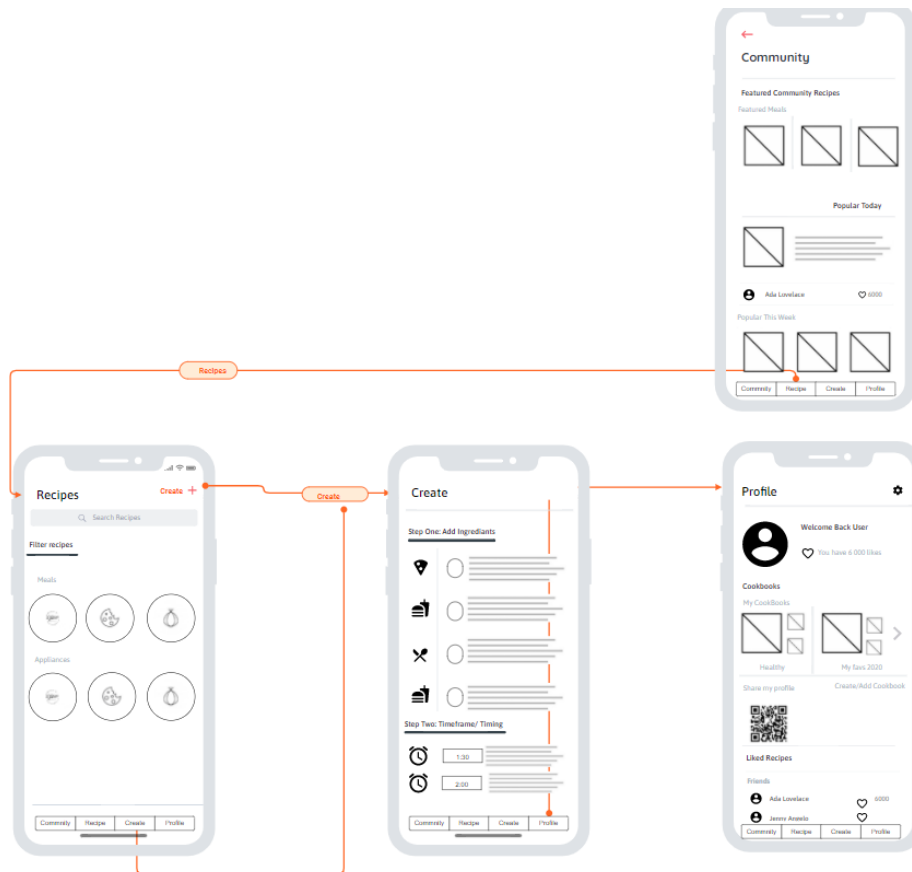 Community
Featured Community Recipes
Featured Meals
Popular Today
Ada Lovelace 6000
Popular This Week
Commnity Recipe Create Profile
Recipes
Recipes
Create +
Search Recipes
Filter recipes
Meals
Appliances
Commnity Recipe Create Profile
Create
Create
Step One: Add Ingrediants
Step Two: Timeframe/ Timing
1:30
2:00
Commnity Recipe Create Profile
Profile
Welcome Back User
You have 6 000 likes
Cookbooks
My CookBooks
Healthy My favs 2020
Share my profile Create/Add Cookbook
Liked Recipes
Friends
Ada Lovelace 6000
Jenny Angelo
Commnity Recipe Create Profile